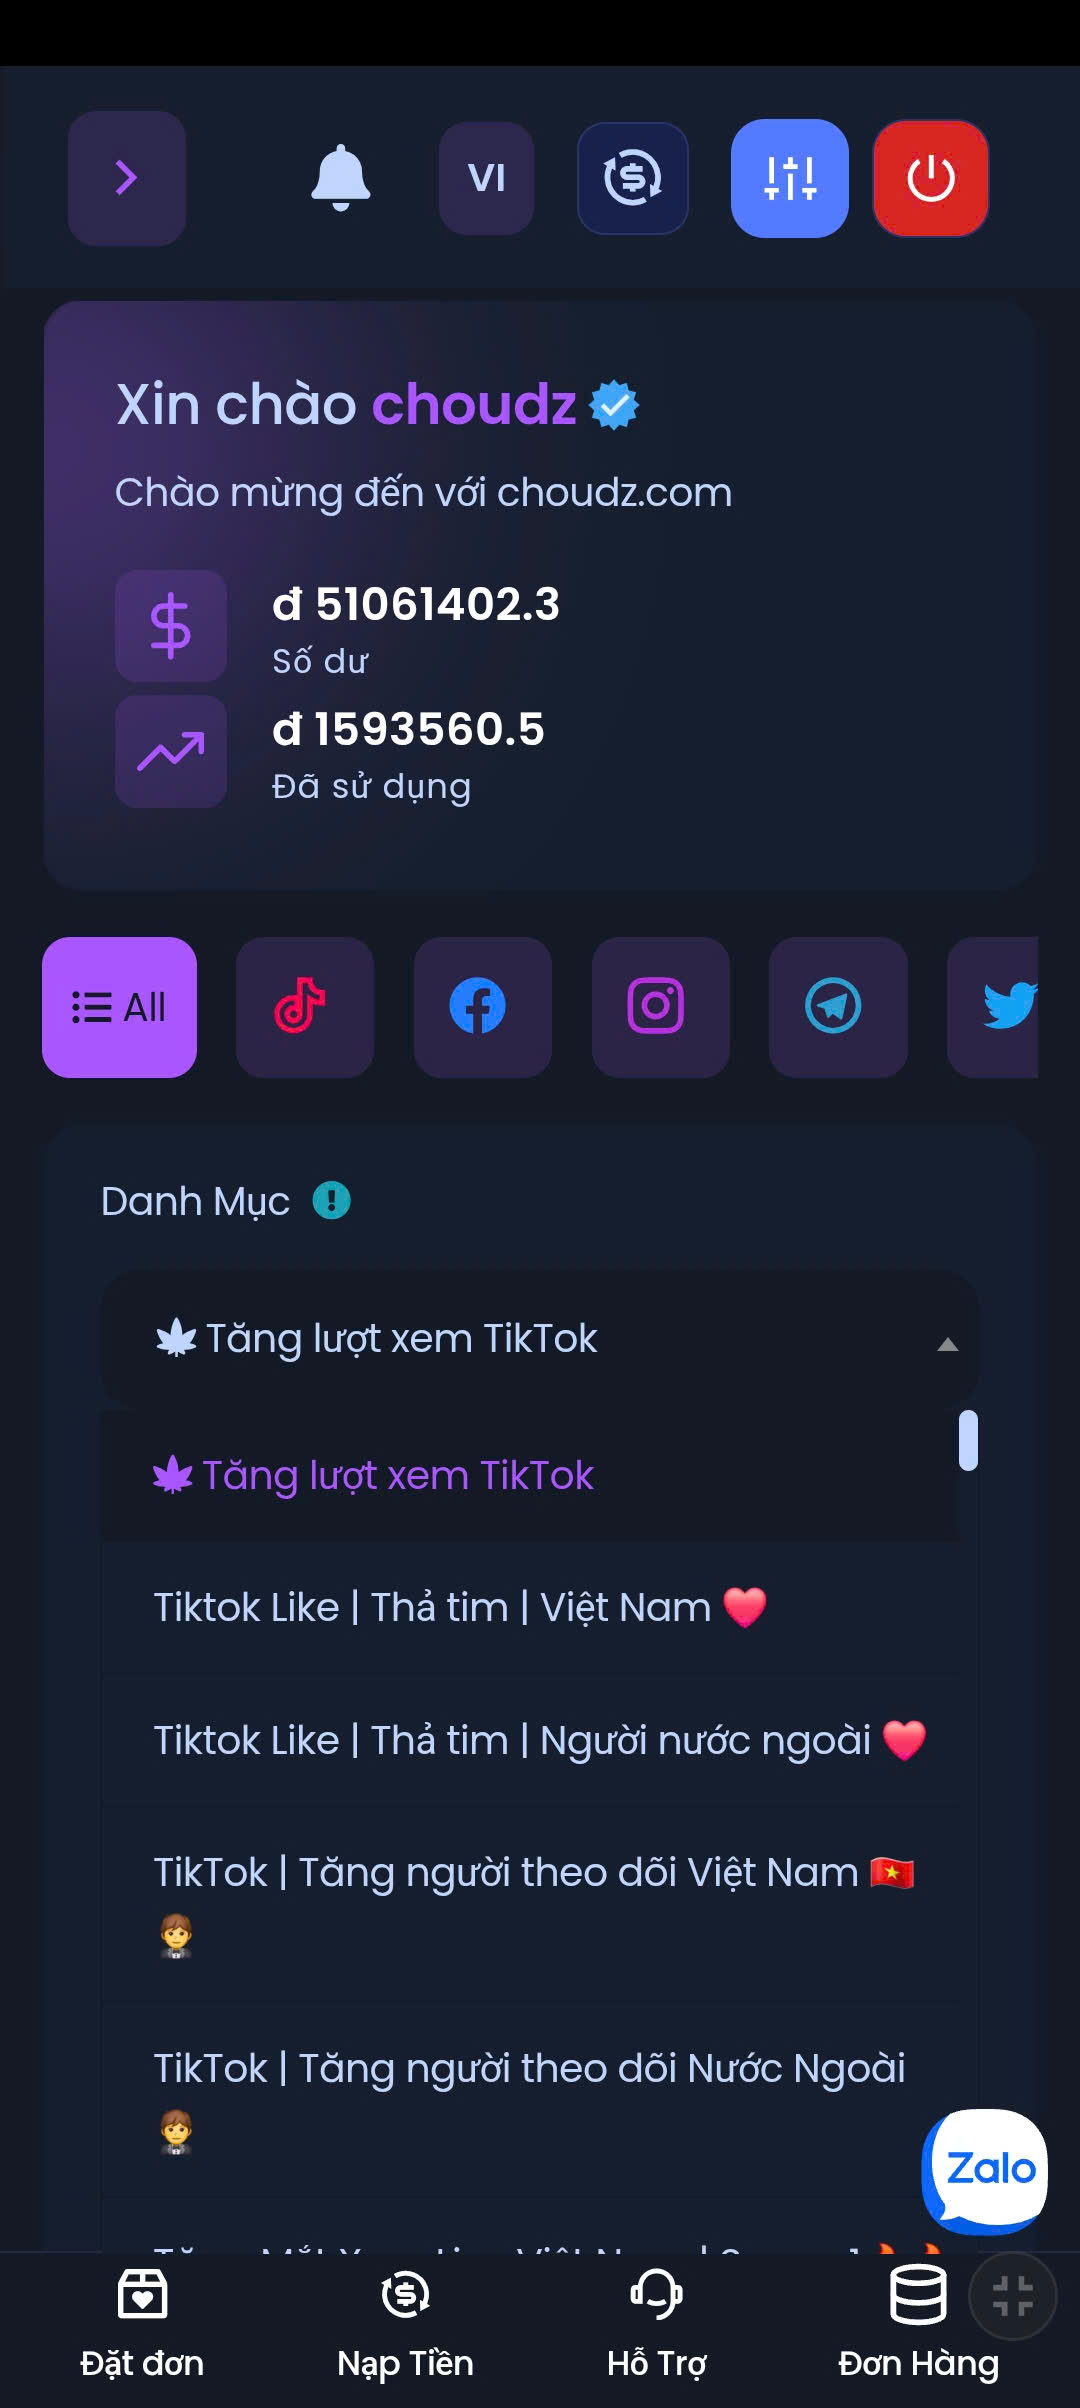 VI
Xin chào choudz
Chào mừng đến với choudz.com
đ 51061402.3
Số dư
đ 1593560.5
Đã sử dụng
All
Danh Mục
Tăng lượt xem TikTok
Tăng lượt xem TikTok
Tiktok Like | Thả tim | Việt Nam ❤️
Tiktok Like | Thả tim | Người nước ngoài ❤️
TikTok | Tăng người theo dõi Việt Nam 🇻🇳
🤵
TikTok | Tăng người theo dõi Nước Ngoài
🤵
Zalo
Đặt đơn
Nạp Tiền
Hỗ Trợ
Đơn Hàng